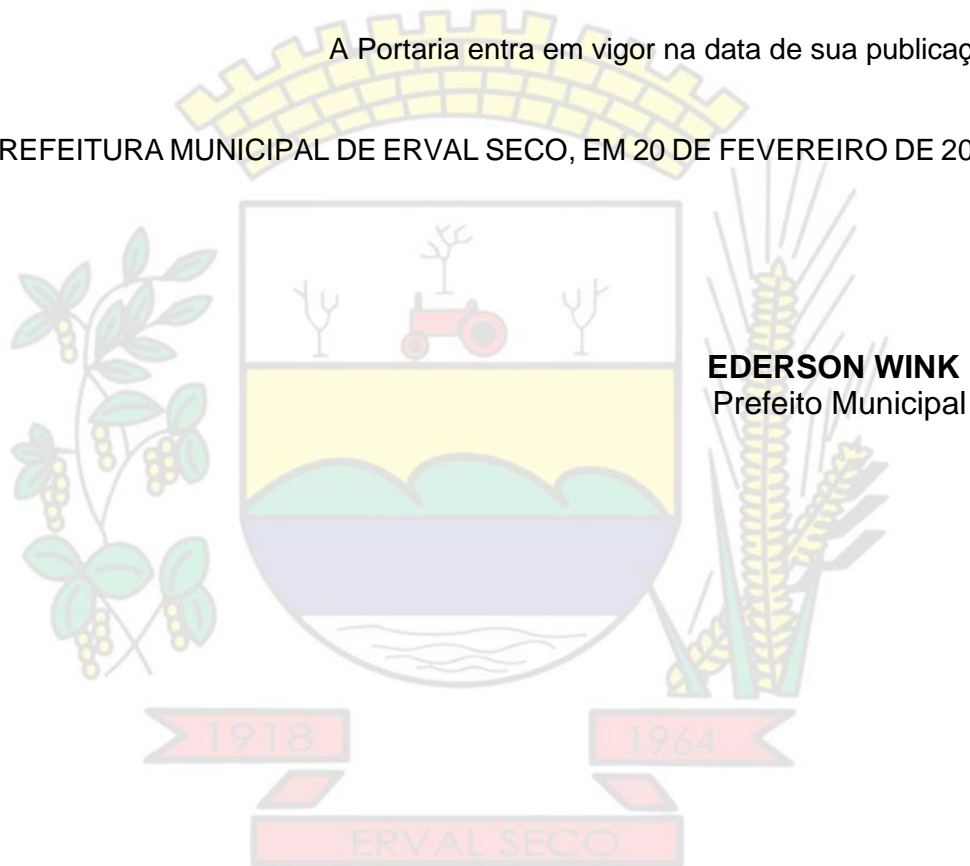 A Portaria entra em vigor na data de sua publicaç
REFEITURA MUNICIPAL DE ERVAL SECO, EM 20 DE FEVEREIRO DE 20
EDERSON WINK
Prefeito Municipal
1918
1964
ERVAL SECO